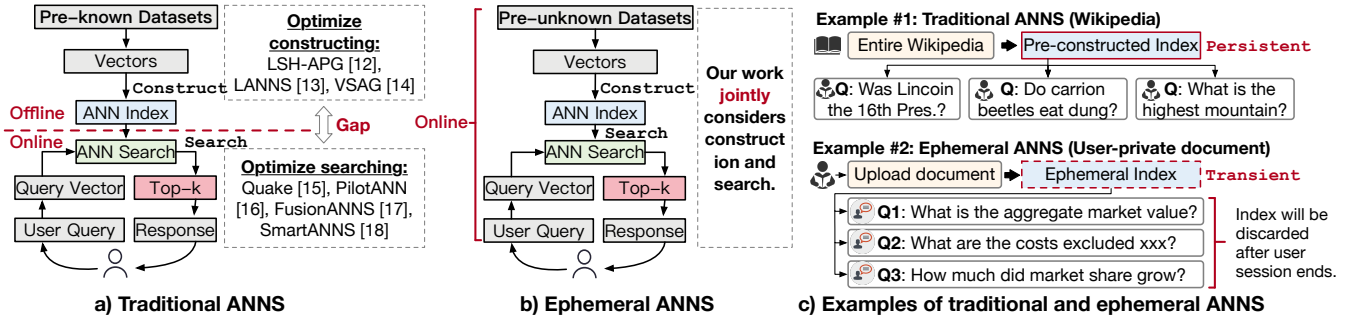 Pre-known Datasets
Vectors
Construct
ANN Index
Offline
Online
Search
ANN Search
Query Vector
Top-k
User Query
Response
Optimize
constructing:
LSH-APG [12],
LANNS [13], VSAG [14]
Gap
Optimize searching:
Quake [15], PilotANN
[16], FusionANNS [17],
SmartANNS [18]
a) Traditional ANNS
Pre-unknown Datasets
Vectors
Construct
ANN Index
Online
Search
ANN Search
Query Vector
Top-k
User Query
Response
Our work
jointly
considers
construct
ion and
search.
b) Ephemeral ANNS
Example #1: Traditional ANNS (Wikipedia)
Entire Wikipedia
Pre-constructed Index
Persistent
Q: Was Lincoin
the 16th Pres.?
Q: Do carrion
beetles eat dung?
Q: What is the
highest mountain?
Example #2: Ephemeral ANNS (User-private document)
Upload document
Ephemeral Index
Transient
Q1: What is the aggregate market value?
Q2: What are the costs excluded xxx?
Q3: How much did market share grow?
Index will be
discarded
after user
session ends.
c) Examples of traditional and ephemeral ANNS